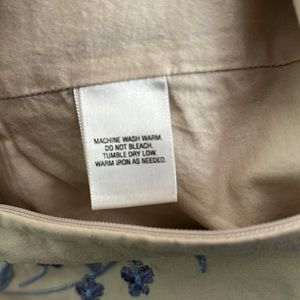 MACHINE WASH WARM.
DO NOT BLEACH.
TUMBLE DRY LOW.
WARM IRON AS NEEDED.